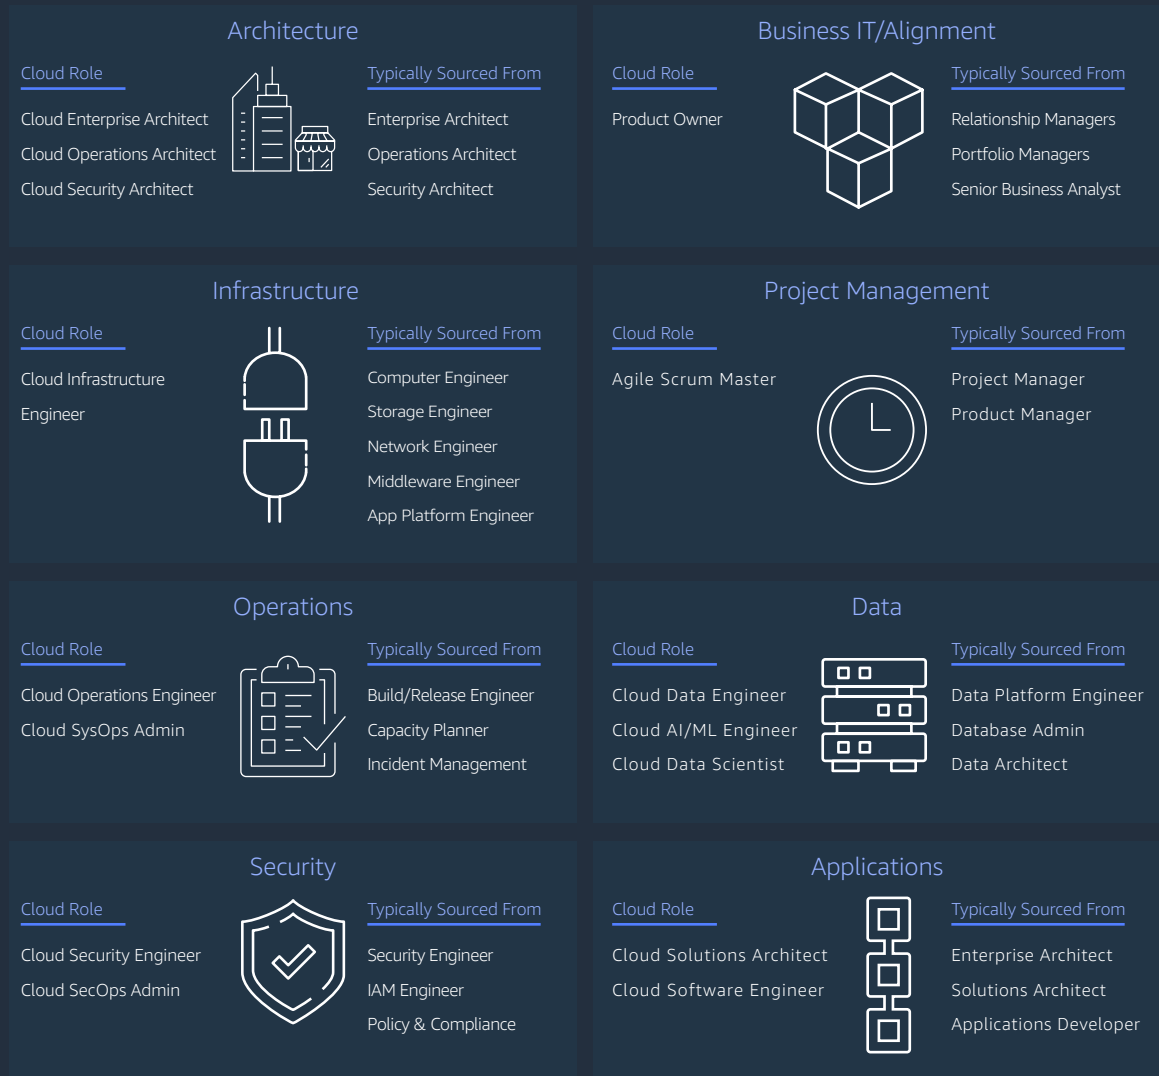 Architecture
Cloud Role
Cloud Enterprise Architect
Cloud Operations Architect
Cloud Security Architect
Typically Sourced From
Enterprise Architect
Operations Architect
Security Architect
Business IT/Alignment
Cloud Role
Product Owner
Typically Sourced From
Relationship Managers
Portfolio Managers
Senior Business Analyst
Infrastructure
Cloud Role
Cloud Infrastructure
Engineer
Typically Sourced From
Computer Engineer
Storage Engineer
Network Engineer
Middleware Engineer
App Platform Engineer
Project Management
Cloud Role
Agile Scrum Master
Typically Sourced From
Project Manager
Product Manager
Operations
Cloud Role
Cloud Operations Engineer
Cloud SysOps Admin
Typically Sourced From
Build/Release Engineer
Capacity Planner
Incident Management
Data
Cloud Role
Cloud Data Engineer
Cloud AI/ML Engineer
Cloud Data Scientist
Typically Sourced From
Data Platform Engineer
Database Admin
Data Architect
Security
Cloud Role
Cloud Security Engineer
Cloud SecOps Admin
Typically Sourced From
Security Engineer
IAM Engineer
Policy & Compliance
Applications
Cloud Role
Cloud Solutions Architect
Cloud Software Engineer
Typically Sourced From
Enterprise Architect
Solutions Architect
Applications Developer